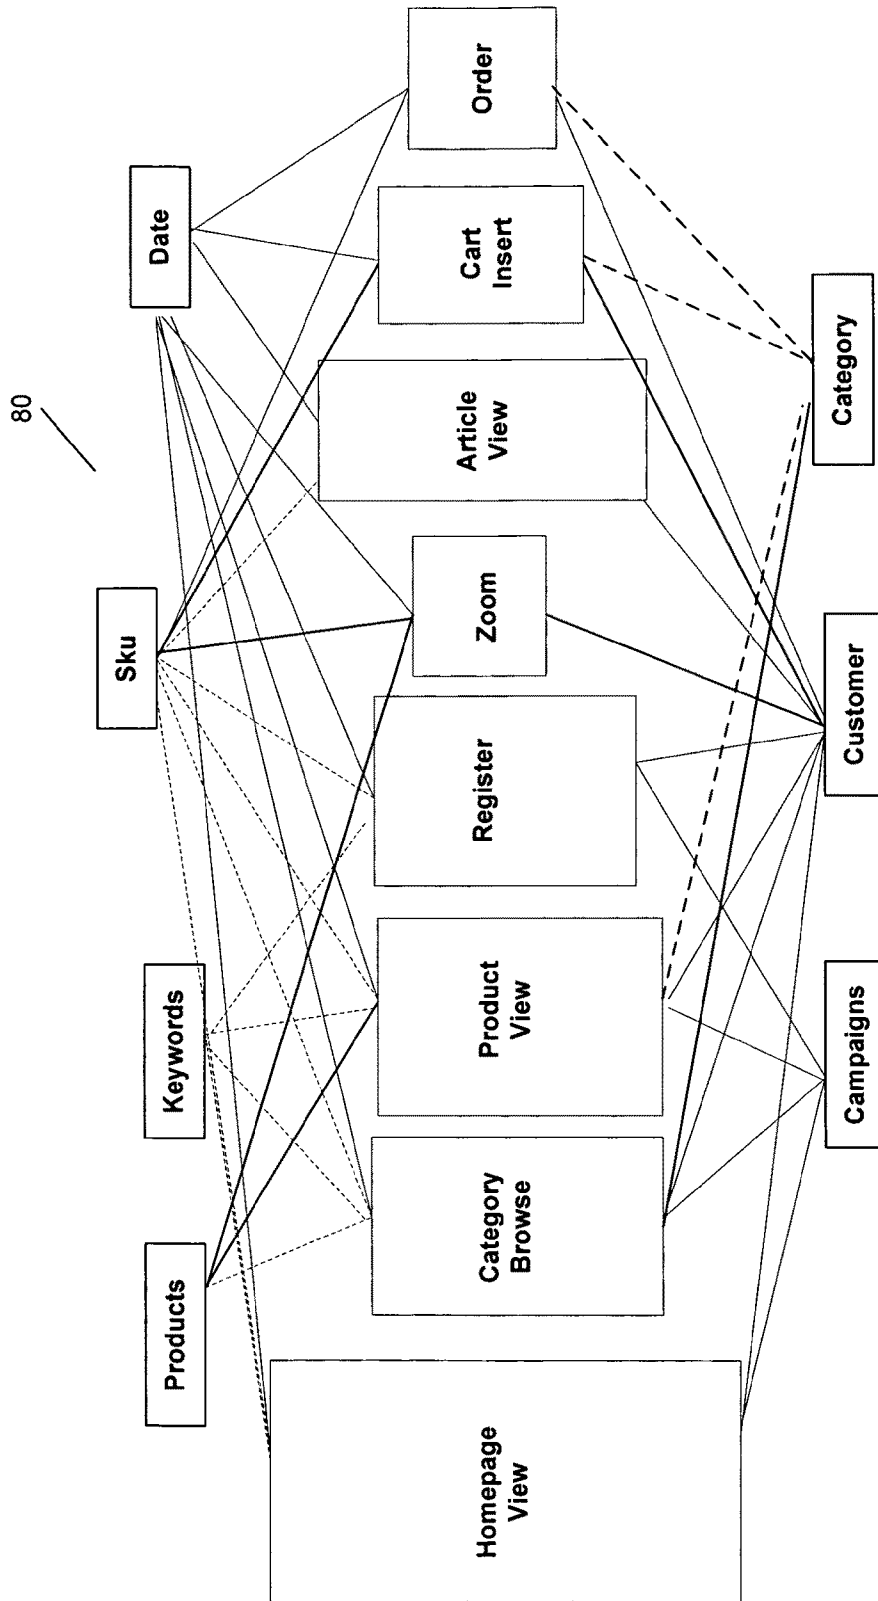 80
Products
Keywords
Sku
Date
Homepage
View
Category
Browse
Product
View
Register
Zoom
Article
View
Cart
Insert
Order
Campaigns
Customer
Category